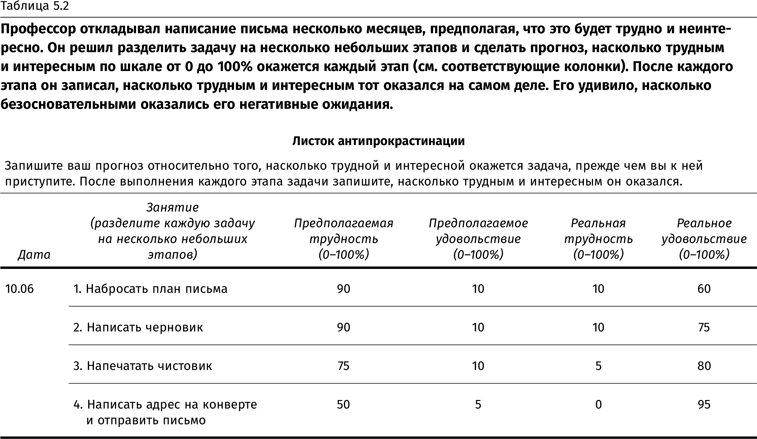 Таблица 5.2
Профессор откладывал написание письма несколько месяцев, предполагая, что это будет трудно и неинте-
ресно. Он решил разделить задачу на несколько небольших этапов и сделать прогноз, насколько трудным
и интересным по шкале от 0 до 100% окажется каждый этап (см. соответствующие колонки). После каждого
этапа он записал, насколько трудным и интересным тот оказался на самом деле. Его удивило, насколько
безосновательными оказались его негативные ожидания.
Листок антипрокрастинации
Запишите ваш прогноз относительно того, насколько трудной и интересной окажется задача, прежде чем вы к ней
приступите. После выполнения каждого этапа задачи запишите, насколько трудным и интересным он оказался.
Дата
Занятие
(разделите каждую задачу
на несколько небольших
этапов)
Предполагаемая
трудность
(0–100%)
Предполагаемое
удовольствие
(0–100%)
Реальная
трудность
(0–100%)
Реальное
удовольствие
(0–100%)
10.06 1. Набросать план письма 90 10 10 60
2. Написать черновик 90 10 10 75
3. Напечатать чистовик 75 10 5 80
4. Написать адрес на конверте 50 5 0 95
и отправить письмо